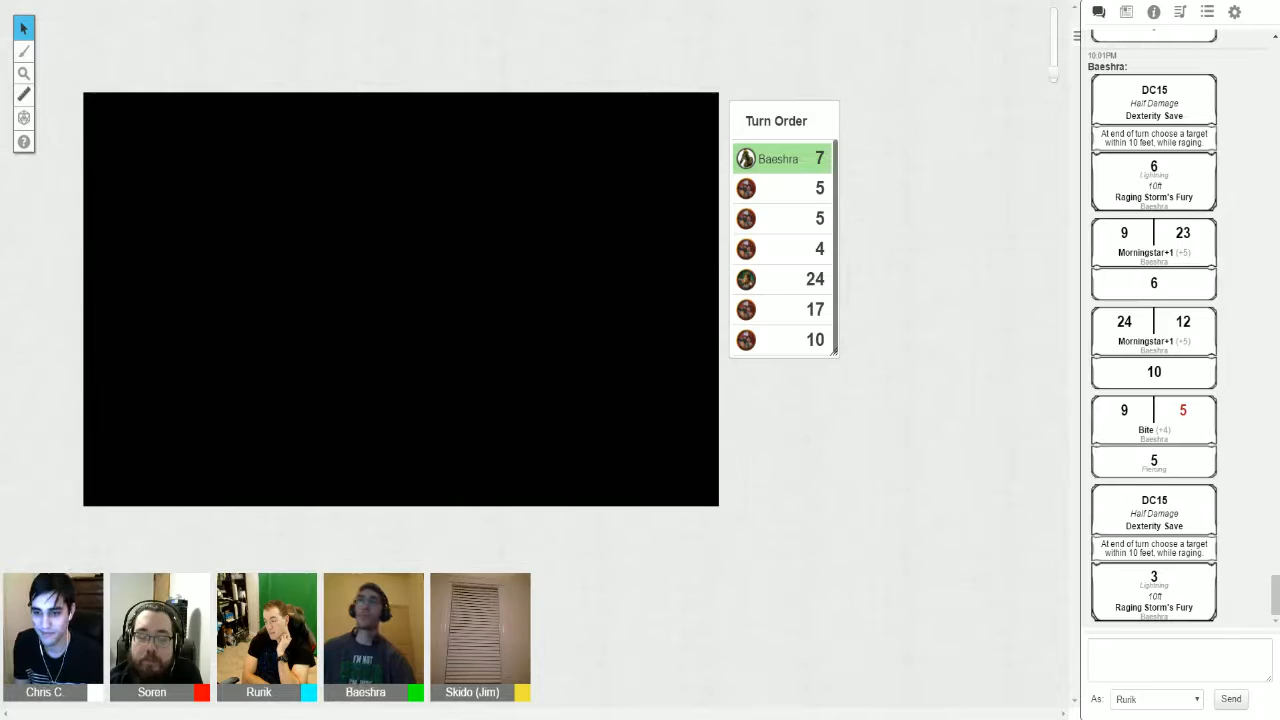 Turn Order
Baeshra 7
5
5
4
24
17
10
10:01PM
Baeshra:
DC15
Half Damage
Dexterity Save
At end of turn choose a target
within 10 feet, while raging.
6
Lightning
10ft
Raging Storm's Fury
Baeshra
9 23
Morningstar+1 (+5)
Baeshra
6
24 12
Morningstar+1 (+5)
Baeshra
10
9 5
Bite (+4)
Baeshra
5
Piercing
DC15
Half Damage
Dexterity Save
At end of turn choose a target
within 10 feet, while raging.
3
Lightning
10ft
Raging Storm's Fury
Baeshra
As: Rurik Send
I'M NOT
Chris C. Soren Rurik Baeshra Skido (Jim)